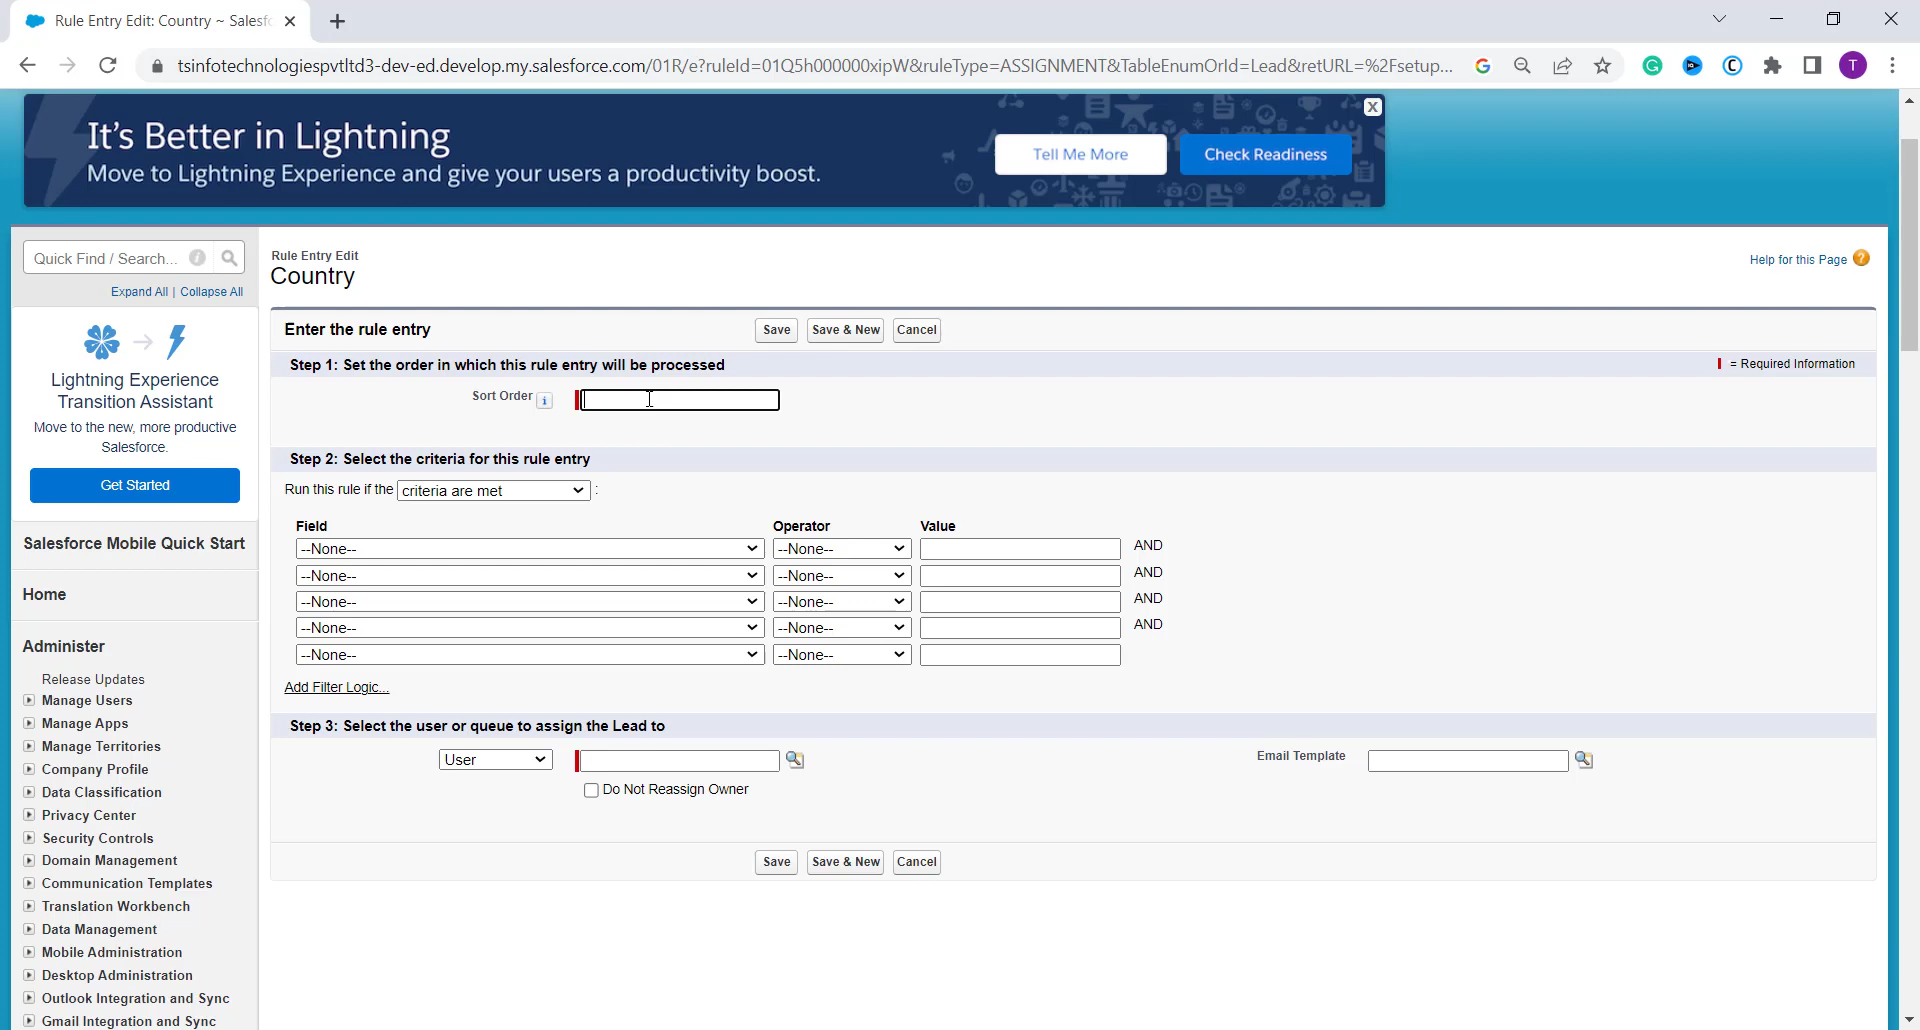 Rule Entry Edit: Country ~ Salesfo
tsinfotechnologiespvtltd3-dev-ed.develop.my.salesforce.com/01R/e?ruleId=01Q5h000000xipW&ruleType=ASSIGNMENT&TableEnumOrId=Lead&retURL=%2Fsetup...
T
It's Better in Lightning
Move to Lightning Experience and give your users a productivity boost.
Tell Me More
Check Readiness
X
Quick Find / Search...
Expand All | Collapse All
Lightning Experience
Transition Assistant
Move to the new, more productive
Salesforce.
Get Started
Salesforce Mobile Quick Start
Home
Administer
Release Updates
Manage Users
Manage Apps
Manage Territories
Company Profile
Data Classification
Privacy Center
Security Controls
Domain Management
Communication Templates
Translation Workbench
Data Management
Mobile Administration
Desktop Administration
Outlook Integration and Sync
Gmail Integration and Sync
Rule Entry Edit
Country
Help for this Page ?
Enter the rule entry
Save
Save & New
Cancel
Step 1: Set the order in which this rule entry will be processed
= Required Information
Sort Order i
Step 2: Select the criteria for this rule entry
Run this rule if the criteria are met :
Field Operator Value
--None-- --None-- AND
--None-- --None-- AND
--None-- --None-- AND
--None-- --None-- AND
--None-- --None--
Add Filter Logic...
Step 3: Select the user or queue to assign the Lead to
User
Email Template
Do Not Reassign Owner
Save
Save & New
Cancel